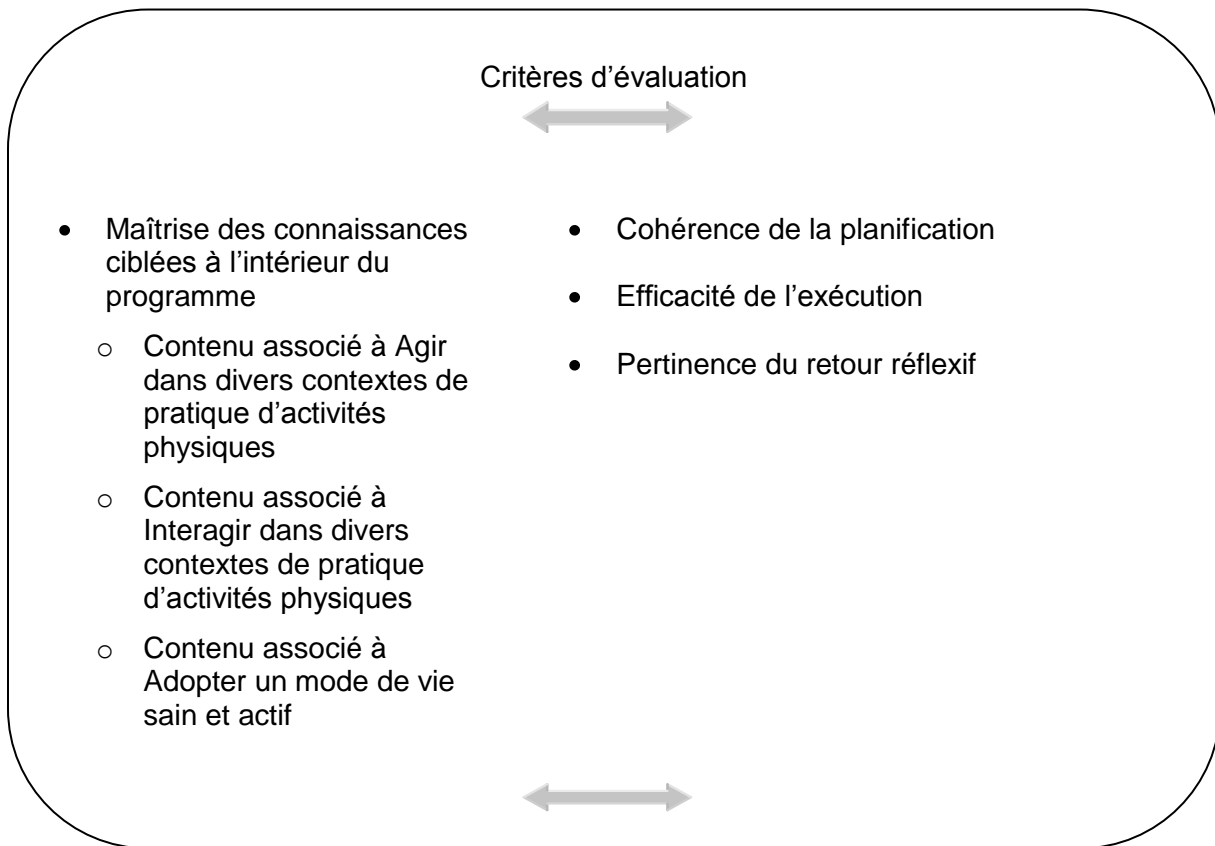 Critères d’évaluation
• Maîtrise des connaissances
ciblées à l’intérieur du
programme
o Contenu associé à Agir
dans divers contextes de
pratique d’activités
physiques
o Contenu associé à
Interagir dans divers
contextes de pratique
d’activités physiques
o Contenu associé à
Adopter un mode de vie
sain et actif
• Cohérence de la planification
• Efficacité de l’exécution
• Pertinence du retour réflexif